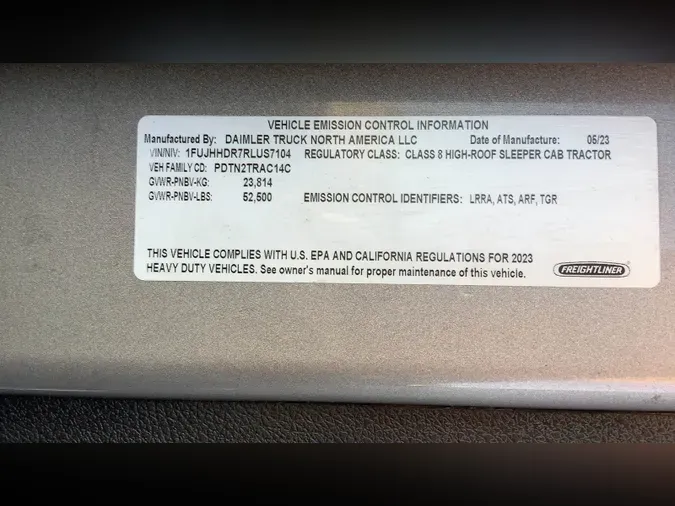 VEHICLE EMISSION CONTROL INFORMATION
Manufactured By: DAIMLER TRUCK NORTH AMERICA LLC Date of Manufacture: 05/23
VIN/NIV: 1FUJHHDR7RLUS7104 REGULATORY CLASS: CLASS 8 HIGH-ROOF SLEEPER CAB TRACTOR
VEH FAMILY CD: PDTN2TRAC14C
GVWR-PNBV-KG: 23,814
GVWR-PNBV-LBS: 52,500 EMISSION CONTROL IDENTIFIERS: LRRA, ATS, ARF, TGR
THIS VEHICLE COMPLIES WITH U.S. EPA AND CALIFORNIA REGULATIONS FOR 2023
HEAVY DUTY VEHICLES. See owner's manual for proper maintenance of this vehicle.
FREIGHTLINER